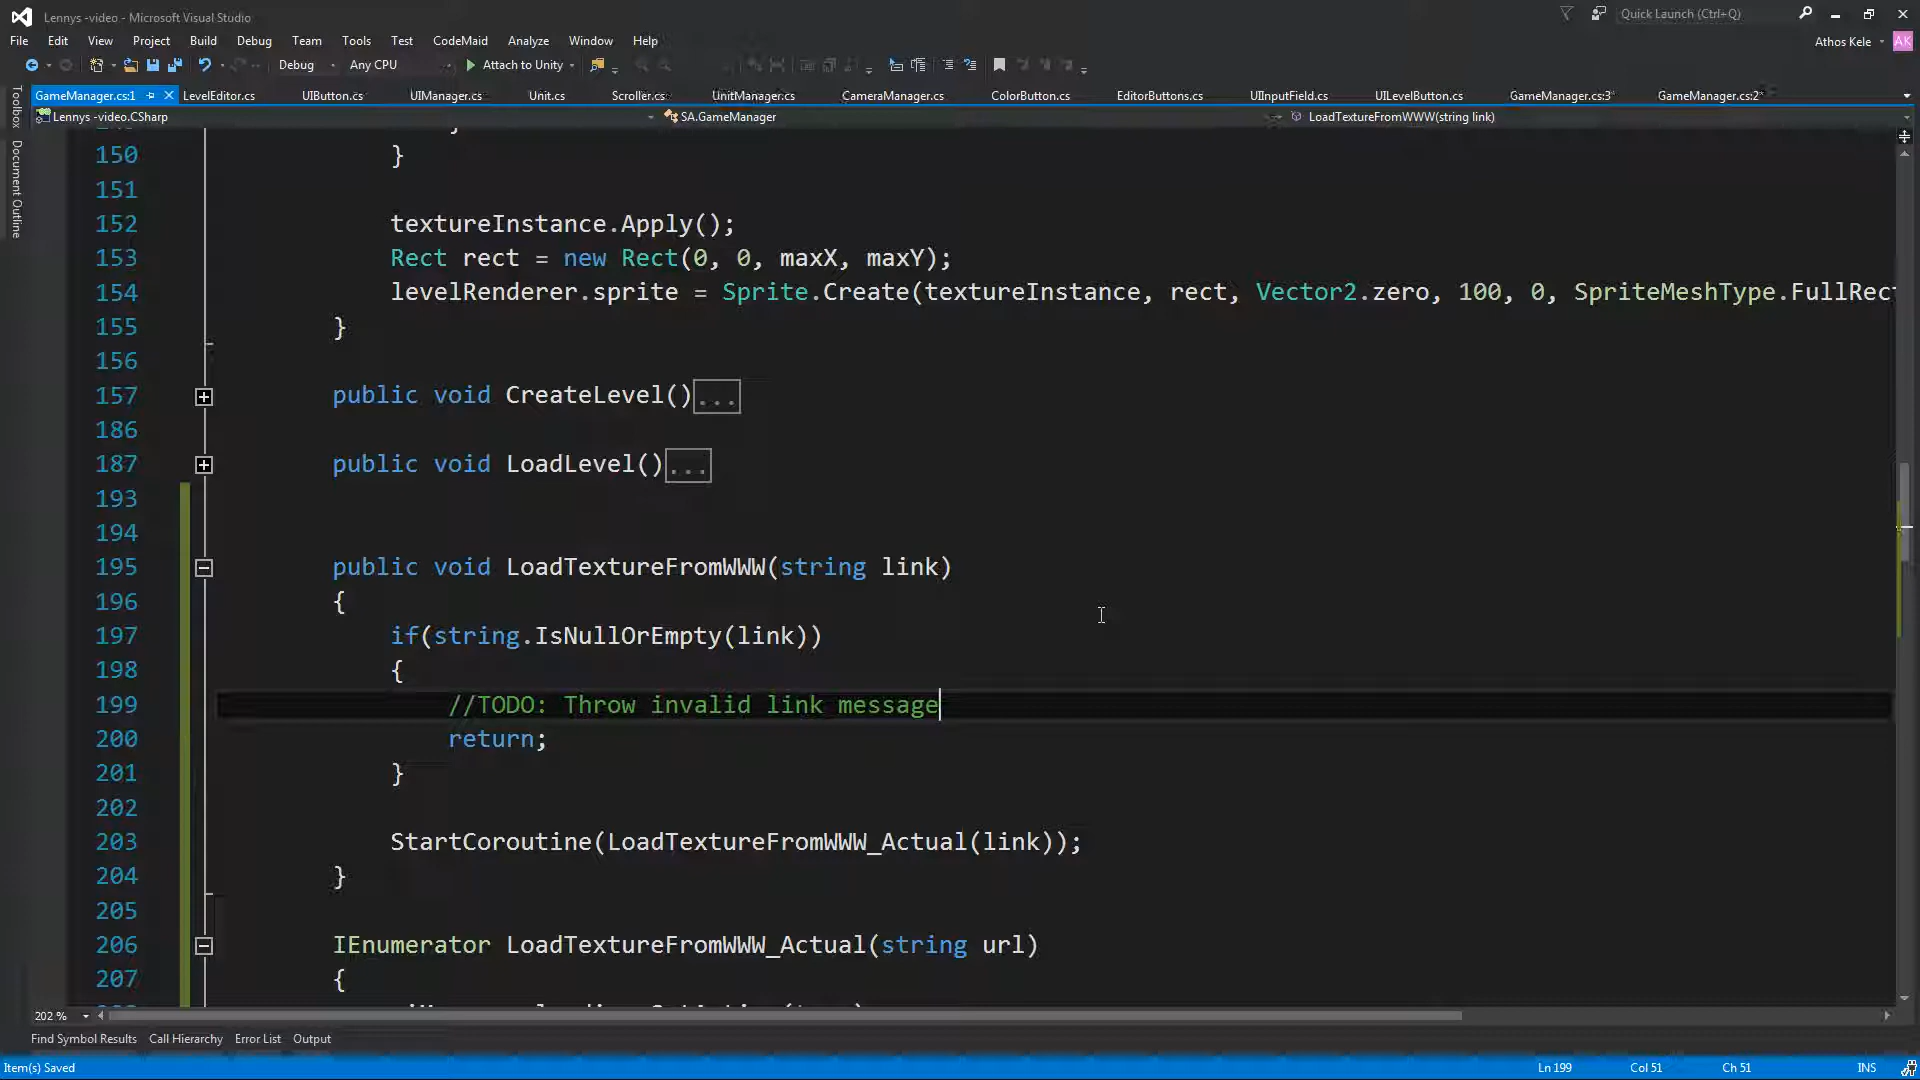 Lennys -video - Microsoft Visual Studio
Quick Launch (Ctrl+Q)
File Edit View Project Build Debug Team Tools Test CodeMaid Analyze Window Help
Athos Kele AK
Debug Any CPU Attach to Unity
GameManager.cs:1 LevelEditor.cs UIButton.cs UIManager.cs Unit.cs Scroller.cs UnitManager.cs CameraManager.cs ColorButton.cs EditorButtons.cs UIInputField.cs UILevelButton.cs GameManager.cs:3* GameManager.cs:2*
Lennys -video.CSharp SA.GameManager LoadTextureFromWWW(string link)
Toolbox
Document Outline
150 }
151
152 textureInstance.Apply();
153 Rect rect = new Rect(0, 0, maxX, maxY);
154 levelRenderer.sprite = Sprite.Create(textureInstance, rect, Vector2.zero, 100, 0, SpriteMeshType.FullRect
155 }
156
157 public void CreateLevel()...
186
187 public void LoadLevel()...
193
194
195 public void LoadTextureFromWWW(string link)
196 {
197 if(string.IsNullOrEmpty(link))
198 {
199 //TODO: Throw invalid link message
200 return;
201 }
202
203 StartCoroutine(LoadTextureFromWWW_Actual(link));
204 }
205
206 IEnumerator LoadTextureFromWWW_Actual(string url)
207 {
202 %
Find Symbol Results Call Hierarchy Error List Output
Item(s) Saved Ln 199 Col 51 Ch 51 INS